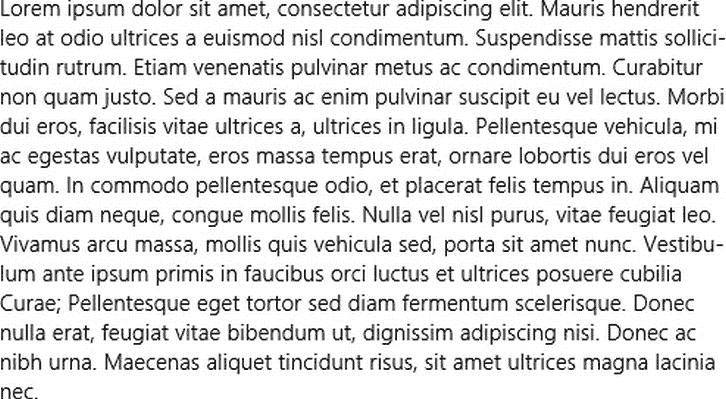 Lorem ipsum dolor sit amet, consectetur adipiscing elit. Mauris hendrerit
leo at odio ultrices a euismod nisl condimentum. Suspendisse mattis sollici-
tudin rutrum. Etiam venenatis pulvinar metus ac condimentum. Curabitur
non quam justo. Sed a mauris ac enim pulvinar suscipit eu vel lectus. Morbi
dui eros, facilisis vitae ultrices a, ultrices in ligula. Pellentesque vehicula, mi
ac egestas vulputate, eros massa tempus erat, ornare lobortis dui eros vel
quam. In commodo pellentesque odio, et placerat felis tempus in. Aliquam
quis diam neque, congue mollis felis. Nulla vel nisl purus, vitae feugiat leo.
Vivamus arcu massa, mollis quis vehicula sed, porta sit amet nunc. Vestibu-
lum ante ipsum primis in faucibus orci luctus et ultrices posuere cubilia
Curae; Pellentesque eget tortor sed diam fermentum scelerisque. Donec
nulla erat, feugiat vitae bibendum ut, dignissim adipiscing nisi. Donec ac
nibh urna. Maecenas aliquet tincidunt risus, sit amet ultrices magna lacinia
nec.